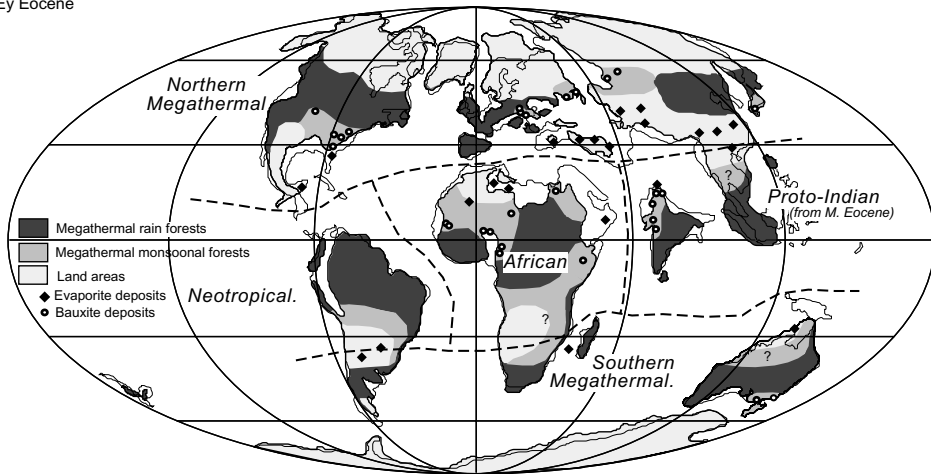 Ey Eocene
Northern
Megathermal
Proto-Indian
(from M. Eocene)
African
Neotropical.
Southern
Megathermal.
?
?
?
Megathermal rain forests
Megathermal monsoonal forests
Land areas
Evaporite deposits
Bauxite deposits